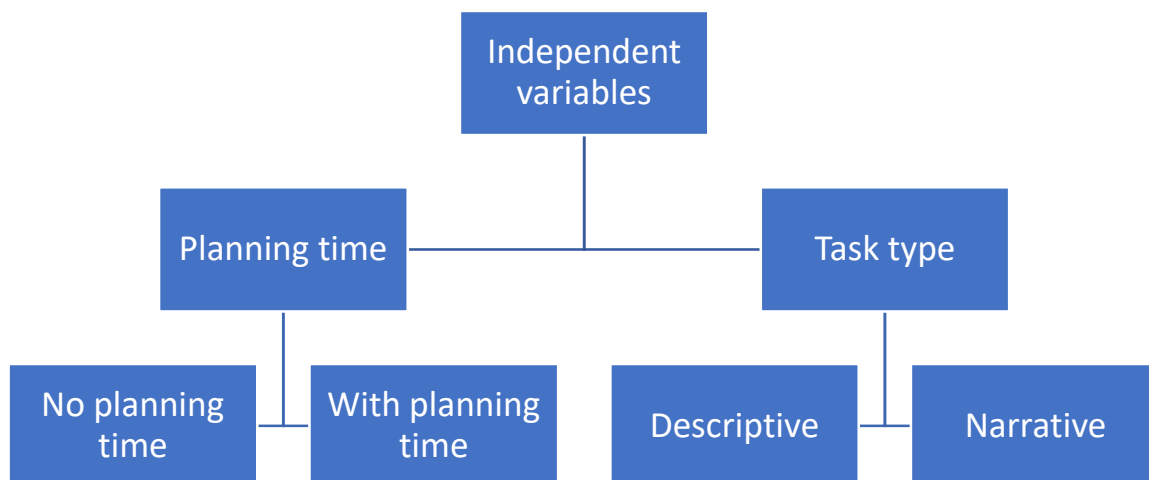 Independent
variables
Planning time
Task type
No planning
time
With planning
time
Descriptive
Narrative